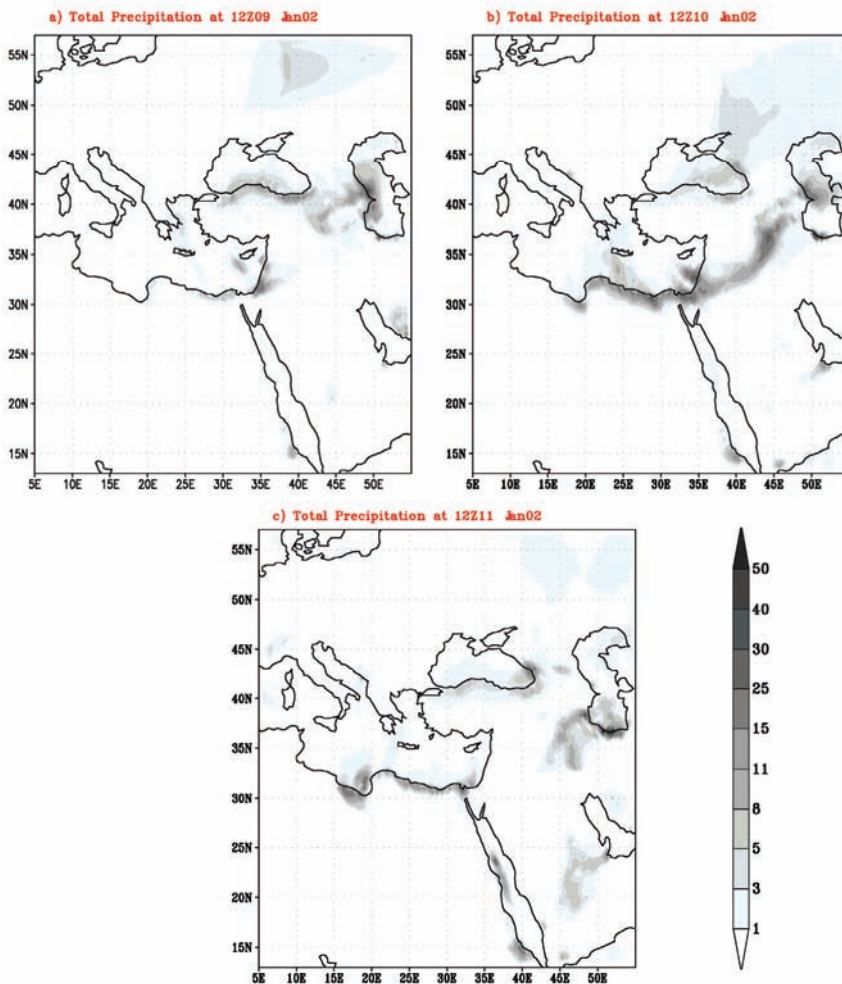 a) Total Precipitation at 12Z09 Jan02
b) Total Precipitation at 12Z10 Jan02
55N
50N
45N
40N
35N
30N
25N
20N
15N
5E 10E 15E 20E 25E 30E 35E 40E 45E 50E
55N
50N
45N
40N
35N
30N
25N
20N
15N
5E 10E 15E 20E 25E 30E 35E 40E 45E 50E
c) Total Precipitation at 12Z11 Jan02
55N
50N
45N
40N
35N
30N
25N
20N
15N
5E 10E 15E 20E 25E 30E 35E 40E 45E 50E
50
40
30
25
15
11
8
5
3
1